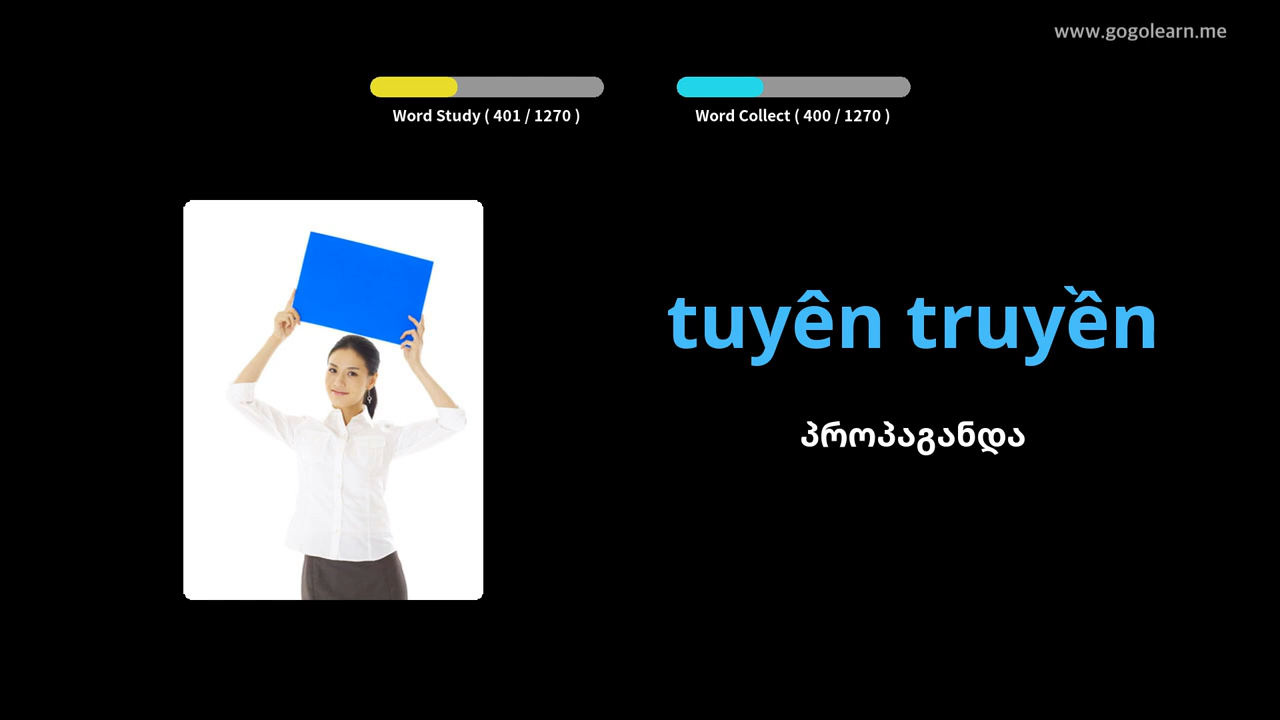 www.gogolearn.me
Word Study ( 401 / 1270 )
Word Collect ( 400 / 1270 )
tuyên truyền
პროპაგანდა